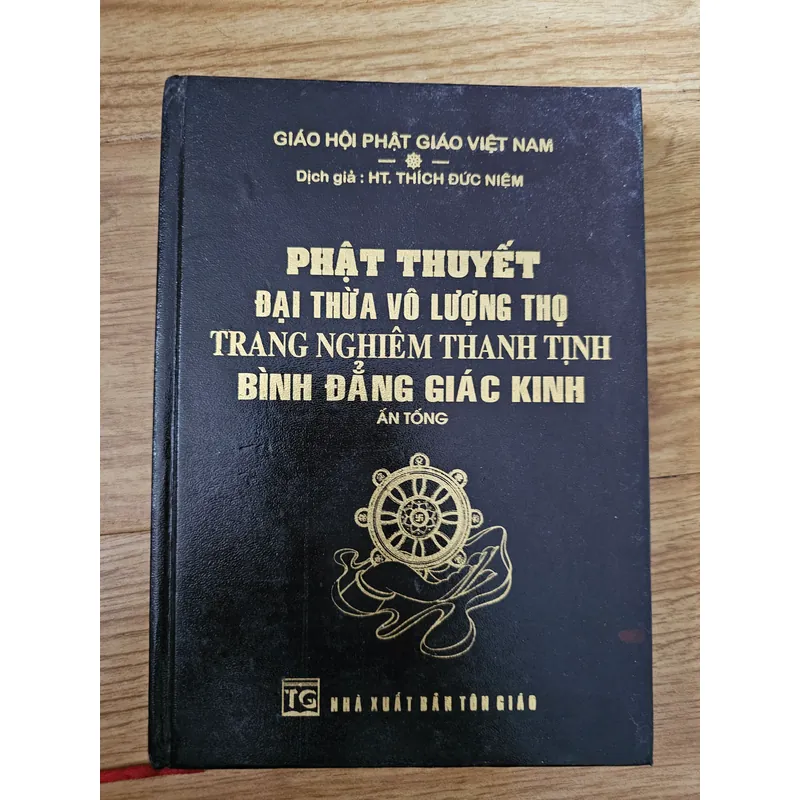 GIÁO HỘI PHẬT GIÁO VIỆT NAM
Dịch giả : HT. THÍCH ĐỨC NIỆM
PHẬT THUYẾT
ĐẠI THỪA VÔ LƯỢNG THỌ
TRANG NGHIÊM THANH TỊNH
BÌNH ĐẲNG GIÁC KINH
ẤN TỐNG
TG
NHÀ XUẤT BẢN TÔN GIÁO